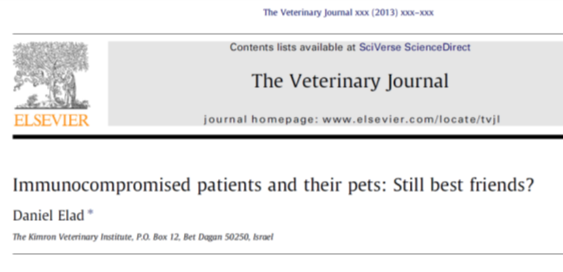 The Veterinary Journal xxx (2013) xxx–xxx
Contents lists available at SciVerse ScienceDirect
The Veterinary Journal
ELSEVIER
journal homepage: www.elsevier.com/locate/tvjl
Immunocompromised patients and their pets: Still best friends?
Daniel Elad *
The Kimron Veterinary Institute, P.O. Box 12, Bet Dagan 50250, Israel